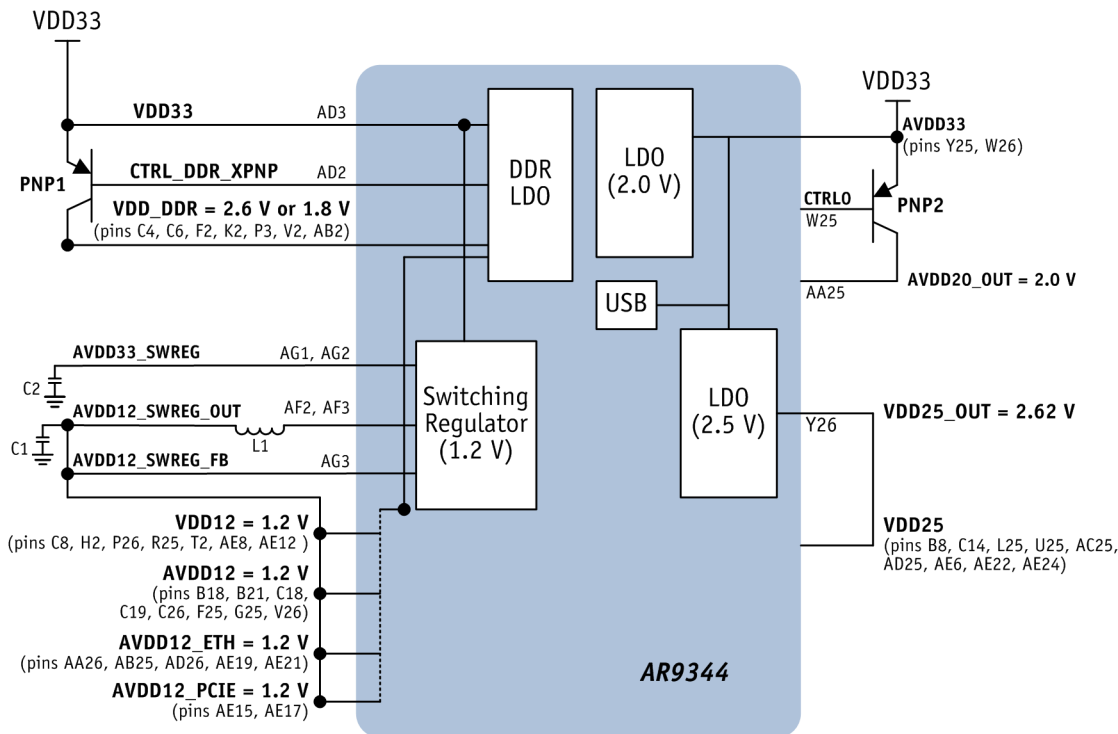 VDD33
VDD33
AD3
PNP1
CTRL_DDR_XPNP
AD2
VDD_DDR = 2.6 V or 1.8 V
(pins C4, C6, F2, K2, P3, V2, AB2)
DDR
LDO
LDO
(2.0 V)
USB
VDD33
AVDD33
(pins Y25, W26)
CTRL0
W25
PNP2
AA25
AVDD20_OUT = 2.0 V
AVDD33_SWREG
AG1, AG2
C2
AVDD12_SWREG_OUT
AF2, AF3
C1
L1
AVDD12_SWREG_FB
AG3
Switching
Regulator
(1.2 V)
LDO
(2.5 V)
Y26
VDD25_OUT = 2.62 V
VDD25
(pins B8, C14, L25, U25, AC25,
AD25, AE6, AE22, AE24)
VDD12 = 1.2 V
(pins C8, H2, P26, R25, T2, AE8, AE12 )
AVDD12 = 1.2 V
(pins B18, B21, C18,
C19, C26, F25, G25, V26)
AVDD12_ETH = 1.2 V
(pins AA26, AB25, AD26, AE19, AE21)
AVDD12_PCIE = 1.2 V
(pins AE15, AE17)
AR9344